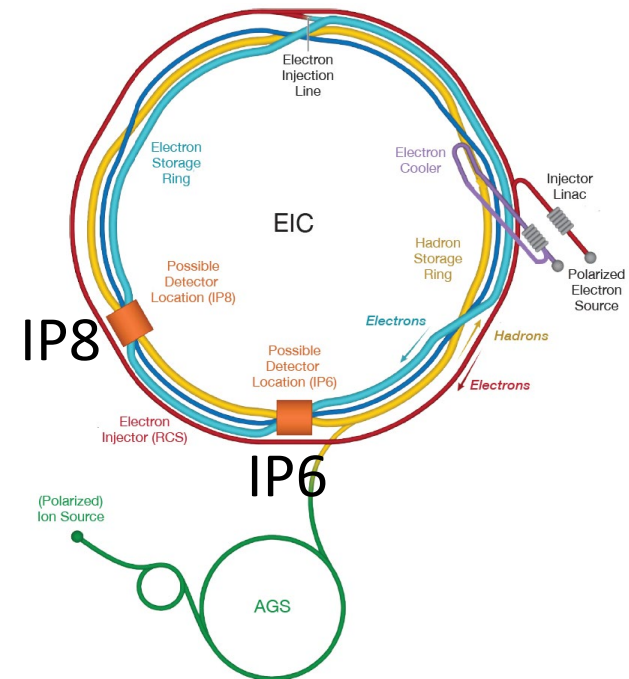 Electron
Injection
Line
Electron
Storage
Ring
Electron
Cooler
Injector
Linac
EIC
Hadron
Storage
Ring
Polarized
Electron
Source
Possible
Detector
Location (IP8)
IP8
Electrons
Hadrons
Electrons
Possible
Detector
Location (IP6)
Electron
Injector (RCS)
IP6
(Polarized)
Ion Source
AGS